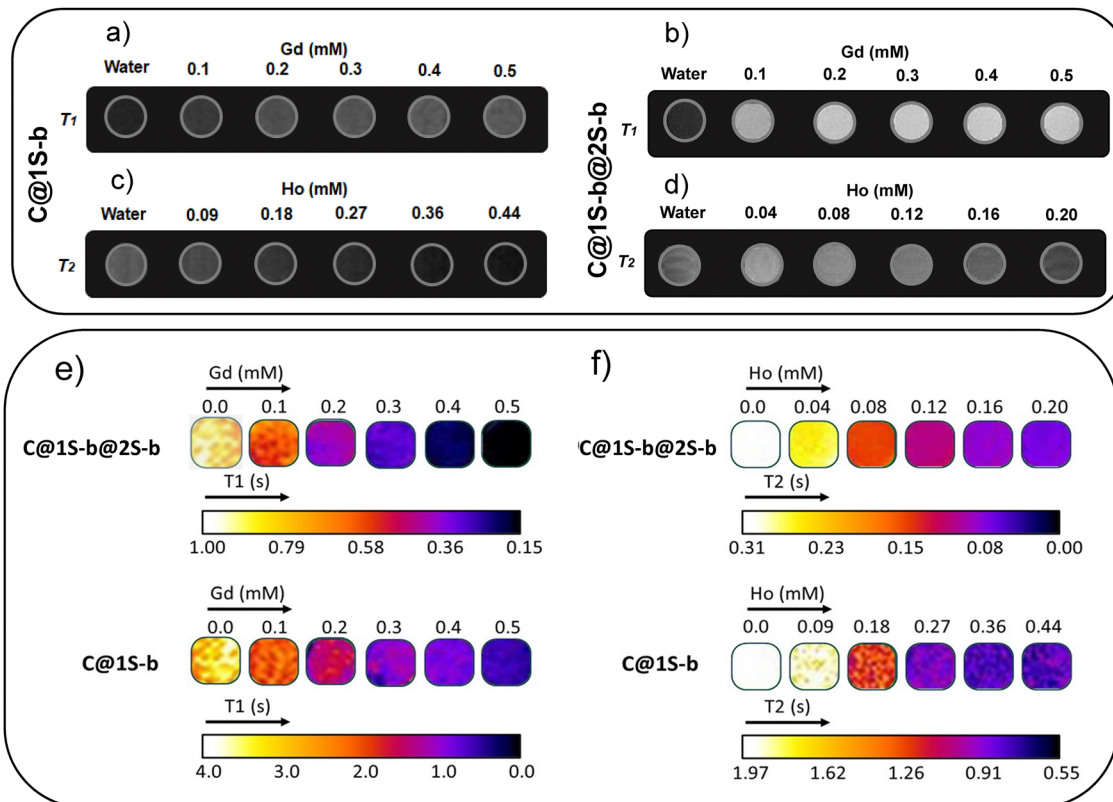 a)
Gd (mM)
Water 0.1 0.2 0.3 0.4 0.5
T1
C@1S-b
c)
Ho (mM)
Water 0.09 0.18 0.27 0.36 0.44
T2
b)
Gd (mM)
Water 0.1 0.2 0.3 0.4 0.5
T1
C@1S-b@2S-b
d)
Ho (mM)
Water 0.04 0.08 0.12 0.16 0.20
T2
e)
Gd (mM)
0.0 0.1 0.2 0.3 0.4 0.5
C@1S-b@2S-b
T1 (s)
1.00 0.79 0.58 0.36 0.15
Gd (mM)
0.0 0.1 0.2 0.3 0.4 0.5
C@1S-b
T1 (s)
4.0 3.0 2.0 1.0 0.0
f)
Ho (mM)
0.0 0.04 0.08 0.12 0.16 0.20
C@1S-b@2S-b
T2 (s)
0.31 0.23 0.15 0.08 0.00
Ho (mM)
0.0 0.09 0.18 0.27 0.36 0.44
C@1S-b
T2 (s)
1.97 1.62 1.26 0.91 0.55